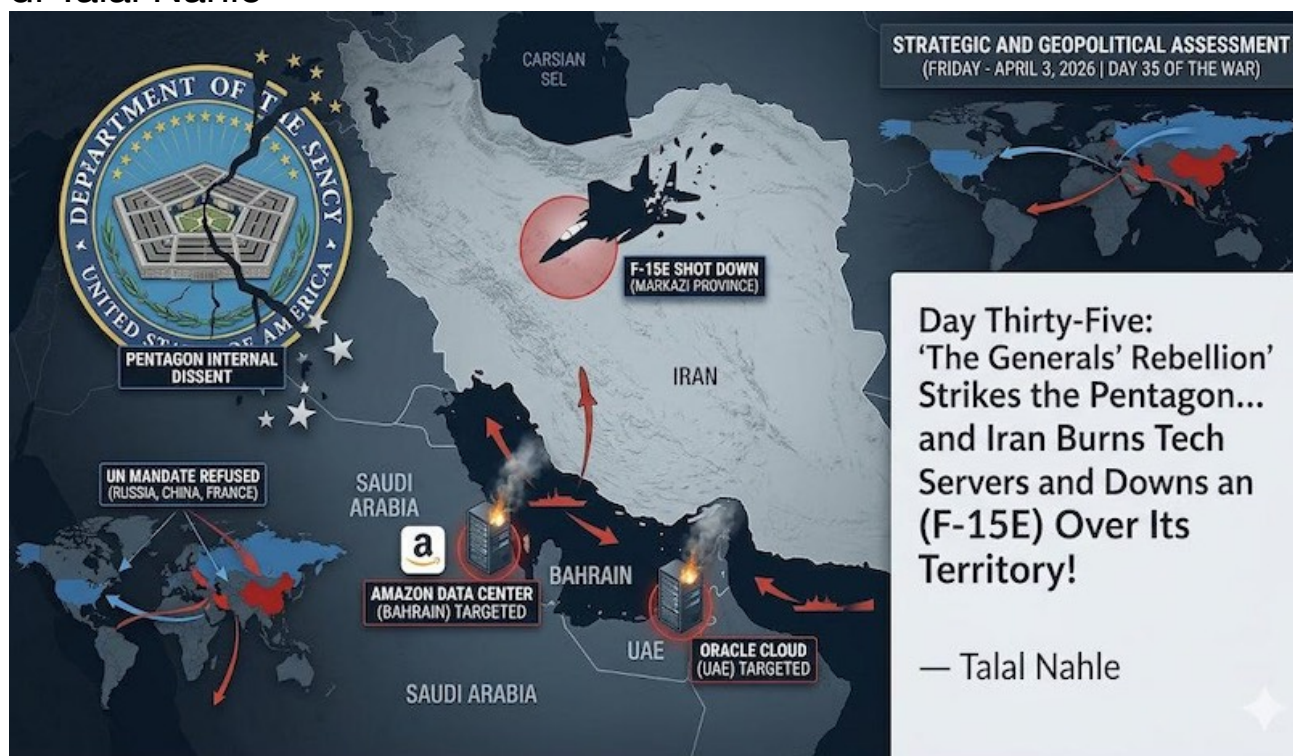 di Talal Nahle
CARSIAN
SEL
STRATEGIC AND GEOPOLITICAL ASSESSMENT
(FRIDAY - APRIL 3, 2026 | DAY 35 OF THE WAR)
DEPARTMENT OF THE SENCY
UNITED STATES OF AMERICA
PENTAGON INTERNAL
DISSENT
F-15E SHOT DOWN
(MARKAZI PROVINCE)
IRAN
UN MANDATE REFUSED
(RUSSIA, CHINA, FRANCE)
SAUDI
ARABIA
a
AMAZON DATA CENTER
(BAHRAIN) TARGETED
BAHRAIN
UAE
ORACLE CLOUD
(UAE) TARGETED
SAUDI ARABIA
Day Thirty-Five:
‘The Generals’ Rebellion’
Strikes the Pentagon...
and Iran Burns Tech
Servers and Downs an
(F-15E) Over Its
Territory!
— Talal Nahle